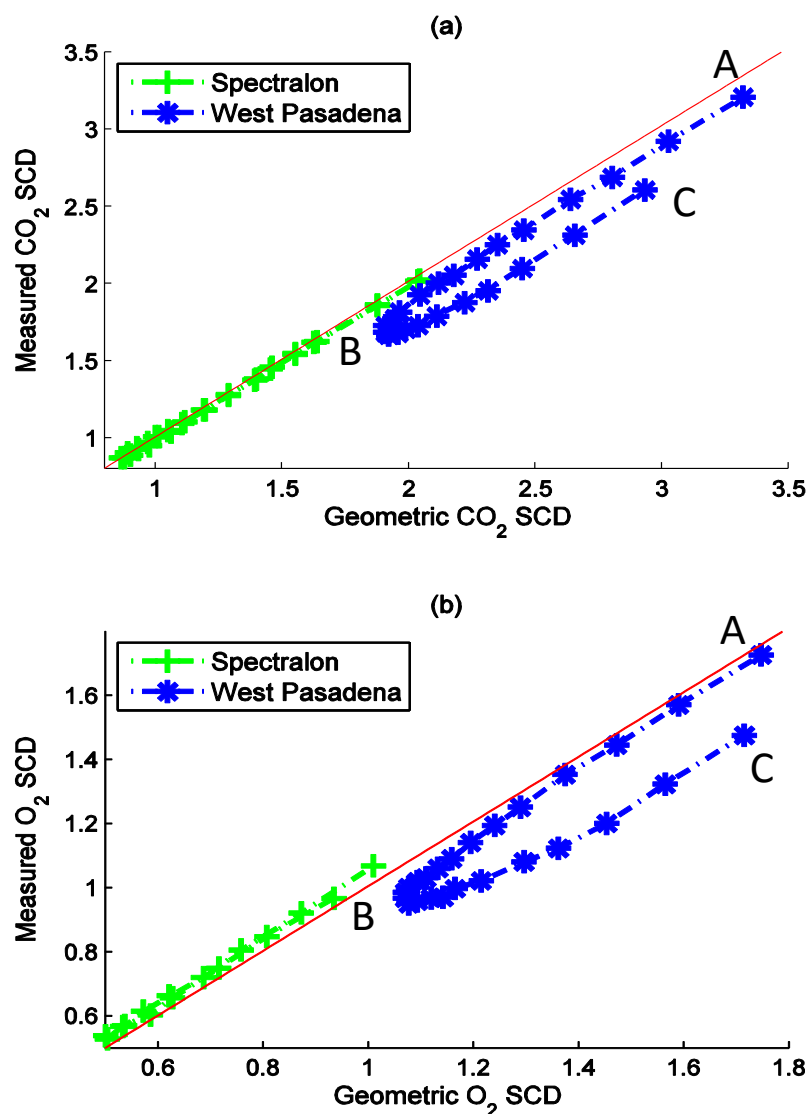 (a)
3.5
3
2.5
2
1.5
1
Measured CO2 SCD
Spectralon
West Pasadena
A
C
B
1
1.5
2
2.5
3
3.5
Geometric CO2 SCD
(b)
1.6
1.4
1.2
1
0.8
0.6
Measured O2 SCD
Spectralon
West Pasadena
A
C
B
0.6
0.8
1
1.2
1.4
1.6
1.8
Geometric O2 SCD